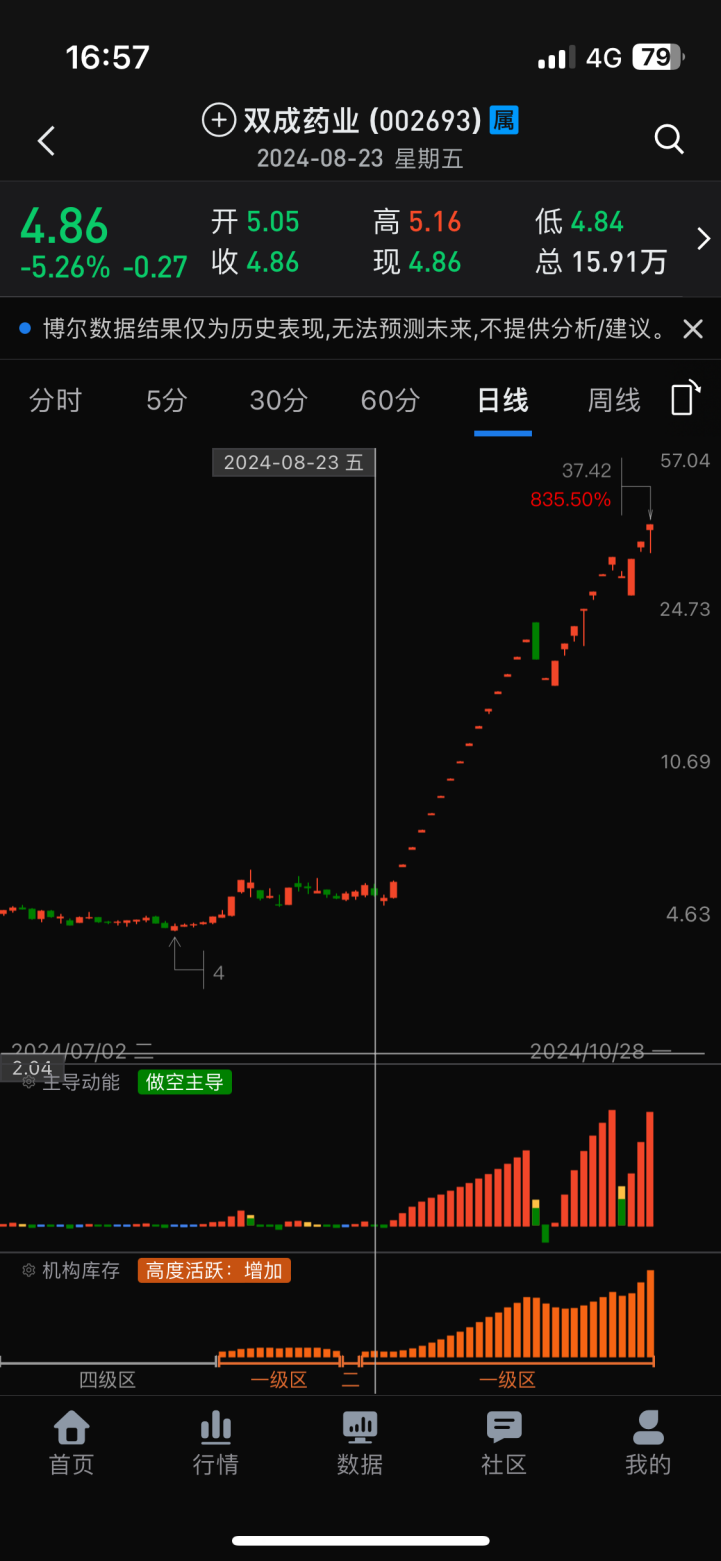 16:57 4G 79
双成药业 (002693) 属
2024-08-23 星期五
4.86 开 5.05 高 5.16 低 4.84
-5.26% -0.27 收 4.86 现 4.86 总 15.91万
博尔数据结果仅为历史表现,无法预测未来,不提供分析/建议。
分时 5分 30分 60分 日线 周线
2024-08-23 五
57.04
37.42
835.50%
24.73
10.69
4.63
4
2024/07/02 二 2024/10/28 一
2.04
主导动能 做空主导
机构库存 高度活跃：增加
四级区 一级区 二 一级区
首页 行情 数据 社区 我的